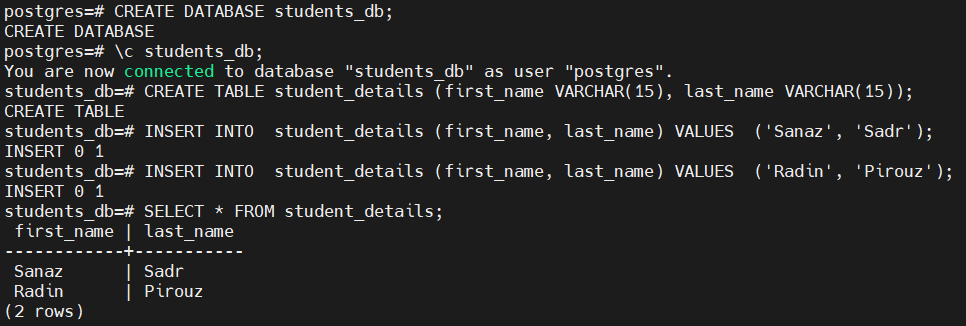 postgres=# CREATE DATABASE students_db;
CREATE DATABASE
postgres=# \c students_db;
You are now connected to database "students_db" as user "postgres".
students_db=# CREATE TABLE student_details (first_name VARCHAR(15), last_name VARCHAR(15));
CREATE TABLE
students_db=# INSERT INTO  student_details (first_name, last_name) VALUES  ('Sanaz', 'Sadr');
INSERT 0 1
students_db=# INSERT INTO  student_details (first_name, last_name) VALUES  ('Radin', 'Pirouz');
INSERT 0 1
students_db=# SELECT * FROM student_details;
 first_name | last_name
------------+-----------
 Sanaz      | Sadr
 Radin      | Pirouz
(2 rows)